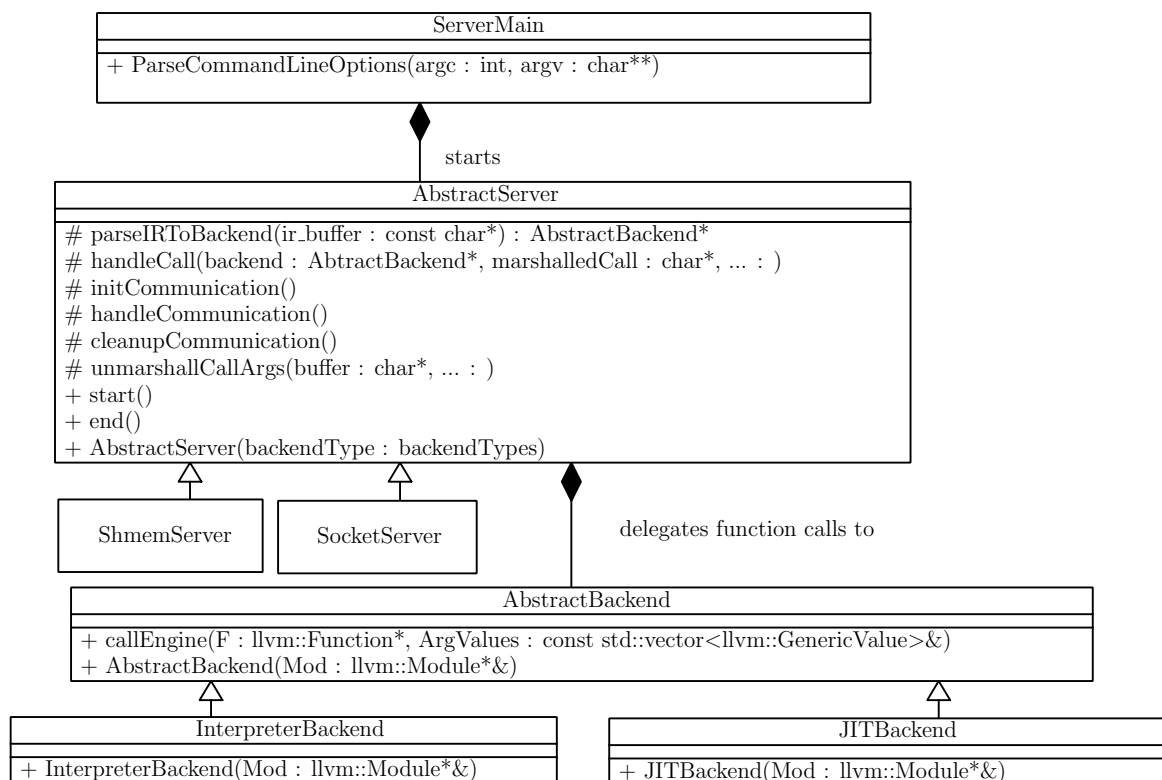 ServerMain
+ ParseCommandLineOptions(argc : int, argv : char**)
starts
AbstractServer
# parseIRToBackend(ir_buffer : const char*) : AbstractBackend*
# handleCall(backend : AbtractBackend*, marshalledCall : char*, ... : )
# initCommunication()
# handleCommunication()
# cleanupCommunication()
# unmarshallCallArgs(buffer : char*, ... : )
+ start()
+ end()
+ AbstractServer(backendType : backendTypes)
ShmemServer
SocketServer
delegates function calls to
AbstractBackend
+ callEngine(F : llvm::Function*, ArgValues : const std::vector<llvm::GenericValue>&)
+ AbstractBackend(Mod : llvm::Module*&)
InterpreterBackend
+ InterpreterBackend(Mod : llvm::Module*&)
JITBackend
+ JITBackend(Mod : llvm::Module*&)